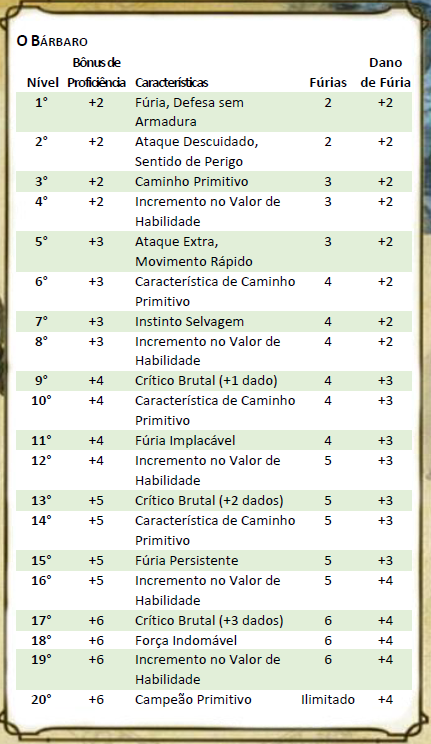 O BÁRBARO
Bônus de Dano
Nível Proficiência Características Fúrias de Fúria
1° +2 Fúria, Defesa sem 2 +2
Armadura
2° +2 Ataque Descuidado, 2 +2
Sentido de Perigo
3° +2 Caminho Primitivo 3 +2
4° +2 Incremento no Valor de 3 +2
Habilidade
5° +3 Ataque Extra, 3 +2
Movimento Rápido
6° +3 Característica de Caminho 4 +2
Primitivo
7° +3 Instinto Selvagem 4 +2
8° +3 Incremento no Valor de 4 +2
Habilidade
9° +4 Crítico Brutal (+1 dado) 4 +3
10° +4 Característica de Caminho 4 +3
Primitivo
11° +4 Fúria Implacável 4 +3
12° +4 Incremento no Valor de 5 +3
Habilidade
13° +5 Crítico Brutal (+2 dados) 5 +3
14° +5 Característica de Caminho 5 +3
Primitivo
15° +5 Fúria Persistente 5 +3
16° +5 Incremento no Valor de 5 +4
Habilidade
17° +6 Crítico Brutal (+3 dados) 6 +4
18° +6 Força Indomável 6 +4
19° +6 Incremento no Valor de 6 +4
Habilidade
20° +6 Campeão Primitivo Ilimitado +4